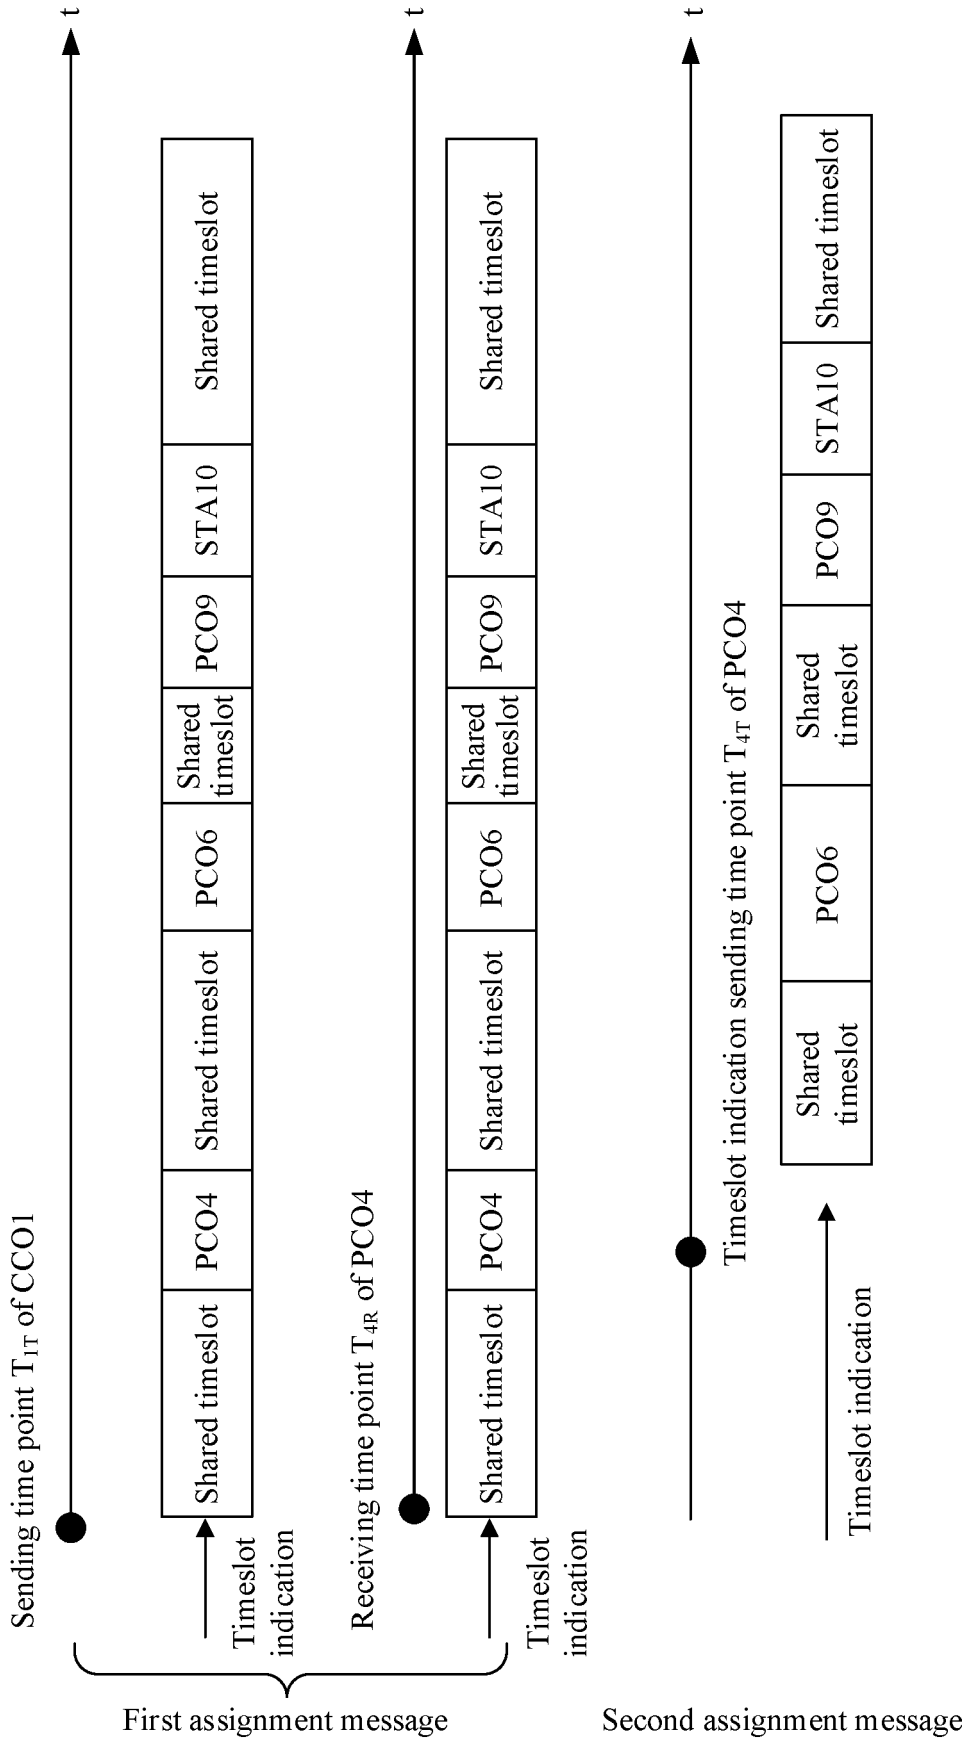 Sending time point T1T of CCO1
t
Timeslot
indication
Shared timeslot
PCO4
Shared timeslot
PCO6
Shared
timeslot
PCO9
STA10
Shared timeslot
First assignment message
Receiving time point T4R of PCO4
t
Timeslot
indication
Shared timeslot
PCO4
Shared timeslot
PCO6
Shared
timeslot
PCO9
STA10
Shared timeslot
Second assignment message
t
Timeslot indication sending time point T4T of PCO4
Timeslot indication
Shared
timeslot
PCO6
Shared
timeslot
PCO9
STA10
Shared timeslot